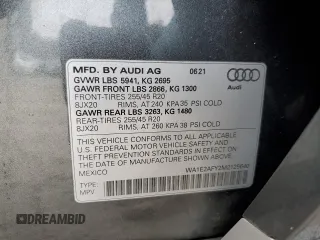 MFD. BY AUDI AG 06 21
GVWR LBS 5941, KG 2695
GAWR FRONT LBS 2866, KG 1300
FRONT-TIRES 255/45 R20
8JX20 RIMS, AT 240 KPA 35 PSI COLD
GAWR REAR LBS 3263, KG 1480
REAR-TIRES 255/45 R20
8JX20 RIMS, AT 260 KPA 38 PSI COLD
THIS VEHICLE CONFORMS TO ALL APPLICABLE
FEDERAL MOTOR VEHICLE SAFETY, BUMPER, AND
THEFT PREVENTION STANDARDS IN EFFECT ON THE
DATE OF MANUFACTURE SHOWN ABOVE.
MEXICO
TYPE:
MPV
Audi
DREAMBID